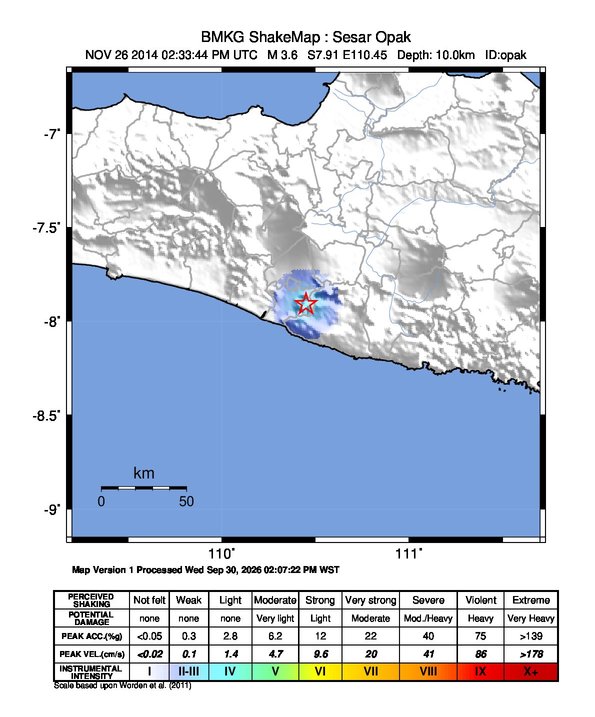 BMKG ShakeMap : Sesar Opak
NOV 26 2014 02:33:44 PM UTC M 3.6 S7.91 E110.45 Depth: 10.0km ID:opak
-7˚
-7.5˚
-8˚
-8.5˚
-9˚
km
0 50
110˚ 111˚
Map Version 1 Processed Wed Sep 30, 2026 02:07:22 PM WST
PERCEIVED SHAKING Not felt Weak Light Moderate Strong Very strong Severe Violent Extreme
POTENTIAL DAMAGE none none none Very light Light Moderate Mod./Heavy Heavy Very Heavy
PEAK ACC.(%g) <0.05 0.3 2.8 6.2 12 22 40 75 >139
PEAK VEL.(cm/s) <0.02 0.1 1.4 4.7 9.6 20 41 86 >178
INSTRUMENTAL INTENSITY I II-III IV V VI VII VIII IX X+
Scale based upon Worden et al. (2011)